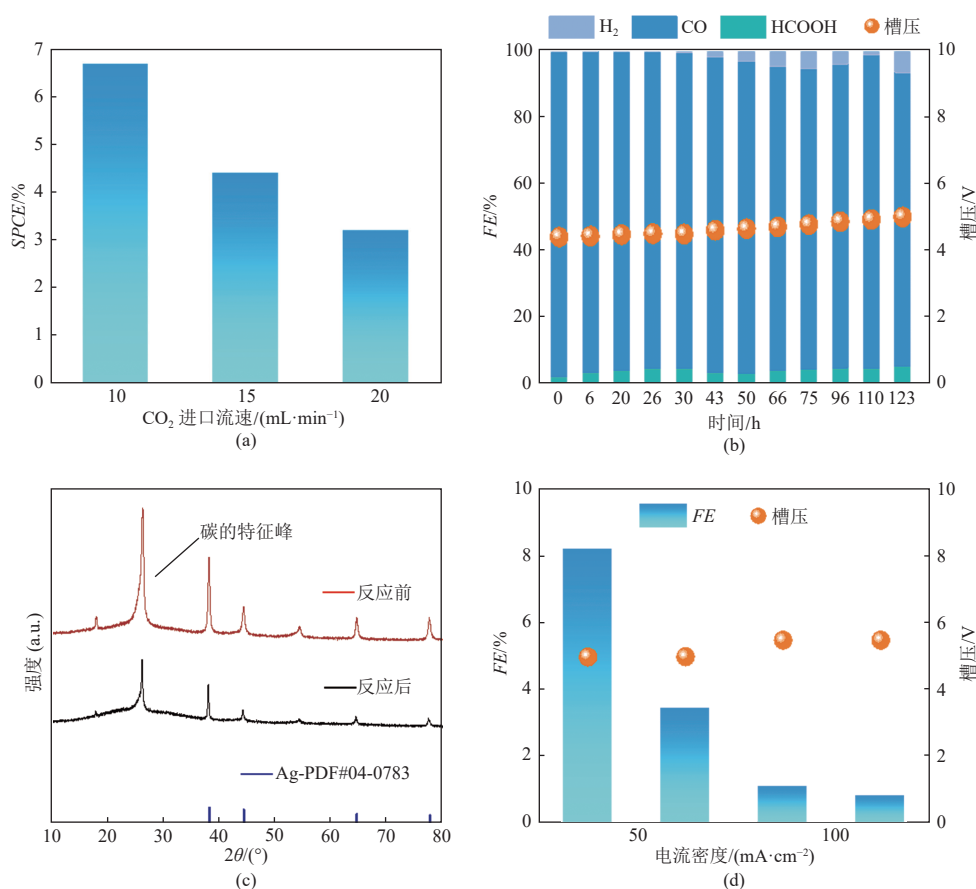 7
6
5
4
3
2
1
0
SPCE/%
10
15
20
CO₂ 进口流速/(mL·min⁻¹)
(a)
H₂
CO
HCOOH
槽压
100
80
60
40
20
0
FE/%
10
8
6
4
2
0
槽压/V
0 6 20 26 30 43 50 66 75 96 110 123
时间/h
(b)
碳的特征峰
反应前
反应后
Ag-PDF#04-0783
强度 (a.u.)
10 20 30 40 50 60 70 80
2θ/(°)
(c)
FE
槽压
10
8
6
4
2
0
FE/%
10
8
6
4
2
0
槽压/V
50
100
电流密度/(mA·cm⁻²)
(d)